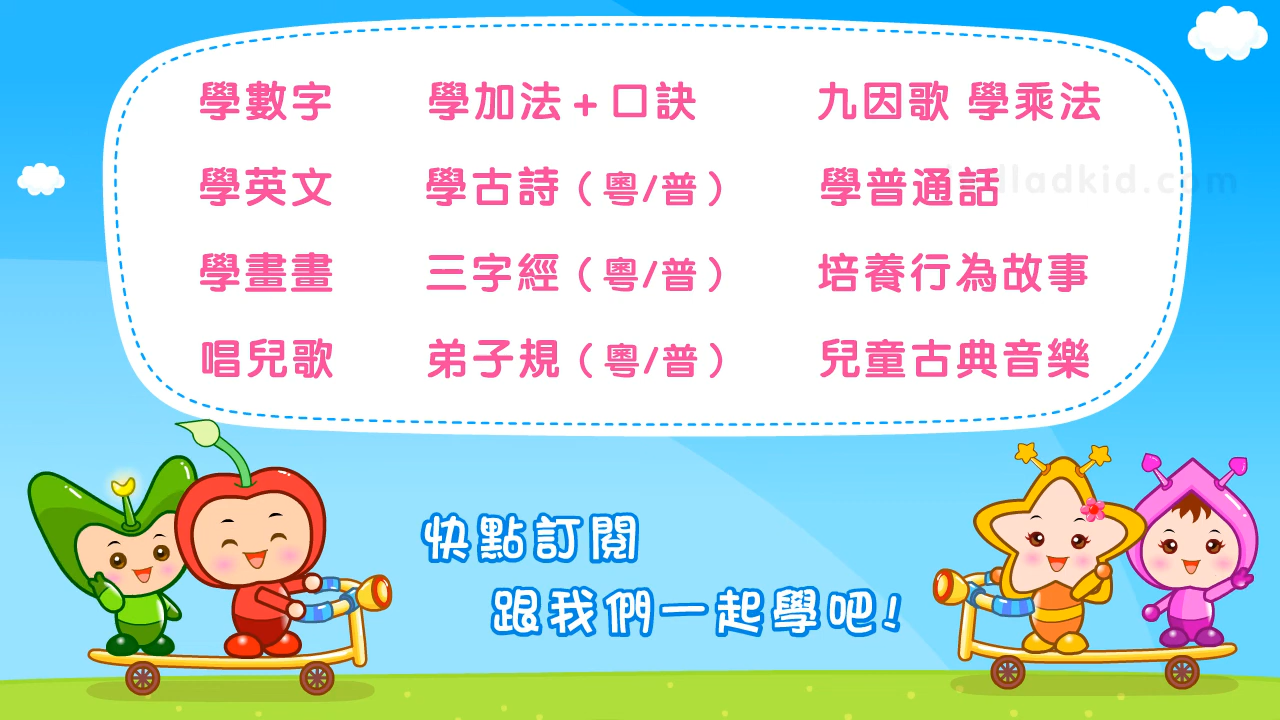 學數字 學加法+口訣 九因歌 學乘法
學英文 學古詩(粵/普) 學普通話
學畫畫 三字經(粵/普) 培養行為故事
唱兒歌 弟子規(粵/普) 兒童古典音樂
快點訂閱
跟我們一起學吧!